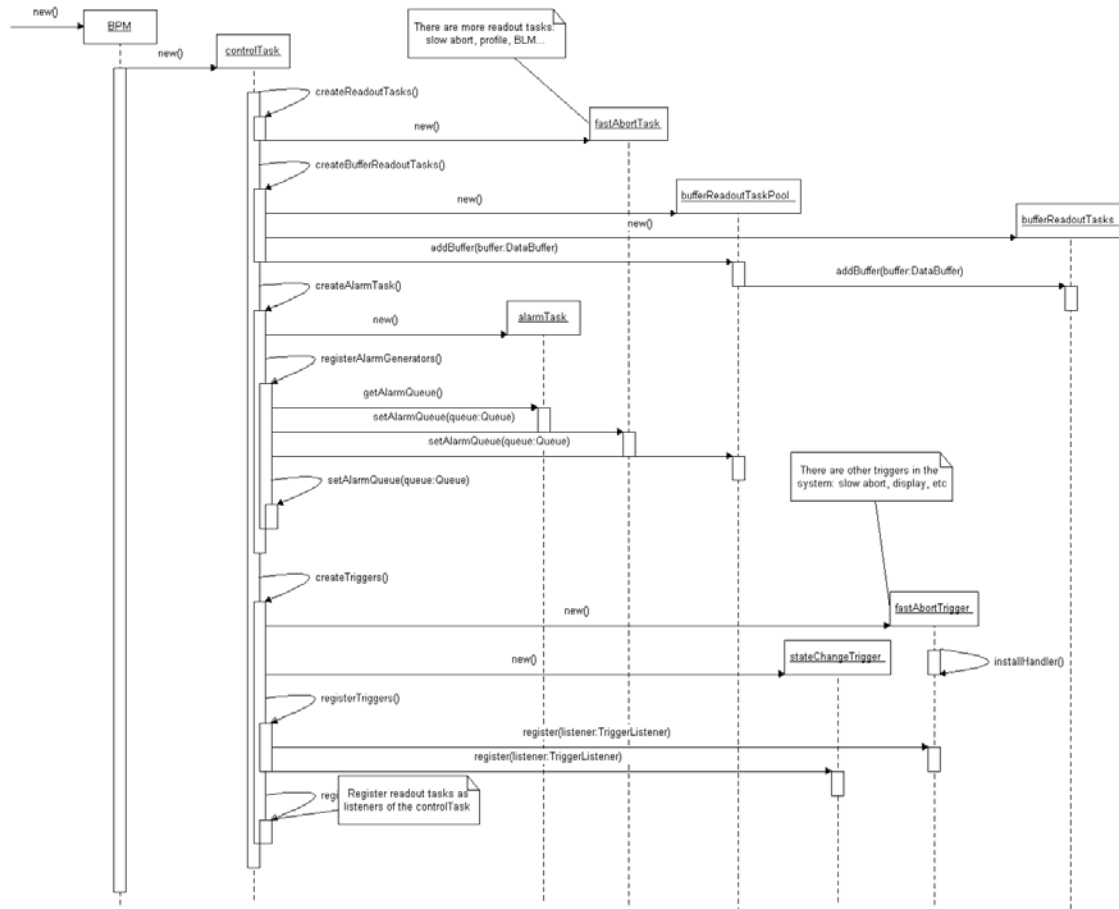 new()
BPM
new()
controlTask
There are more readout tasks:
slow abort, profile, BLM...
createReadoutTasks()
new()
fastAbortTask
createBufferReadoutTasks()
new()
bufferReadoutTaskPool
new()
bufferReadoutTasks
addBuffer(buffer:DataBuffer)
addBuffer(buffer:DataBuffer)
createAlarmTask()
new()
alarmTask
registerAlarmGenerators()
getAlarmQueue()
setAlarmQueue(queue:Queue)
setAlarmQueue(queue:Queue)
setAlarmQueue(queue:Queue)
There are other triggers in the
system: slow abort, display, etc
createTriggers()
new()
fastAbortTrigger
new()
stateChangeTrigger
installHandler()
registerTriggers()
register(listener:TriggerListener)
register(listener:TriggerListener)
Register readout tasks as
listeners of the controlTask